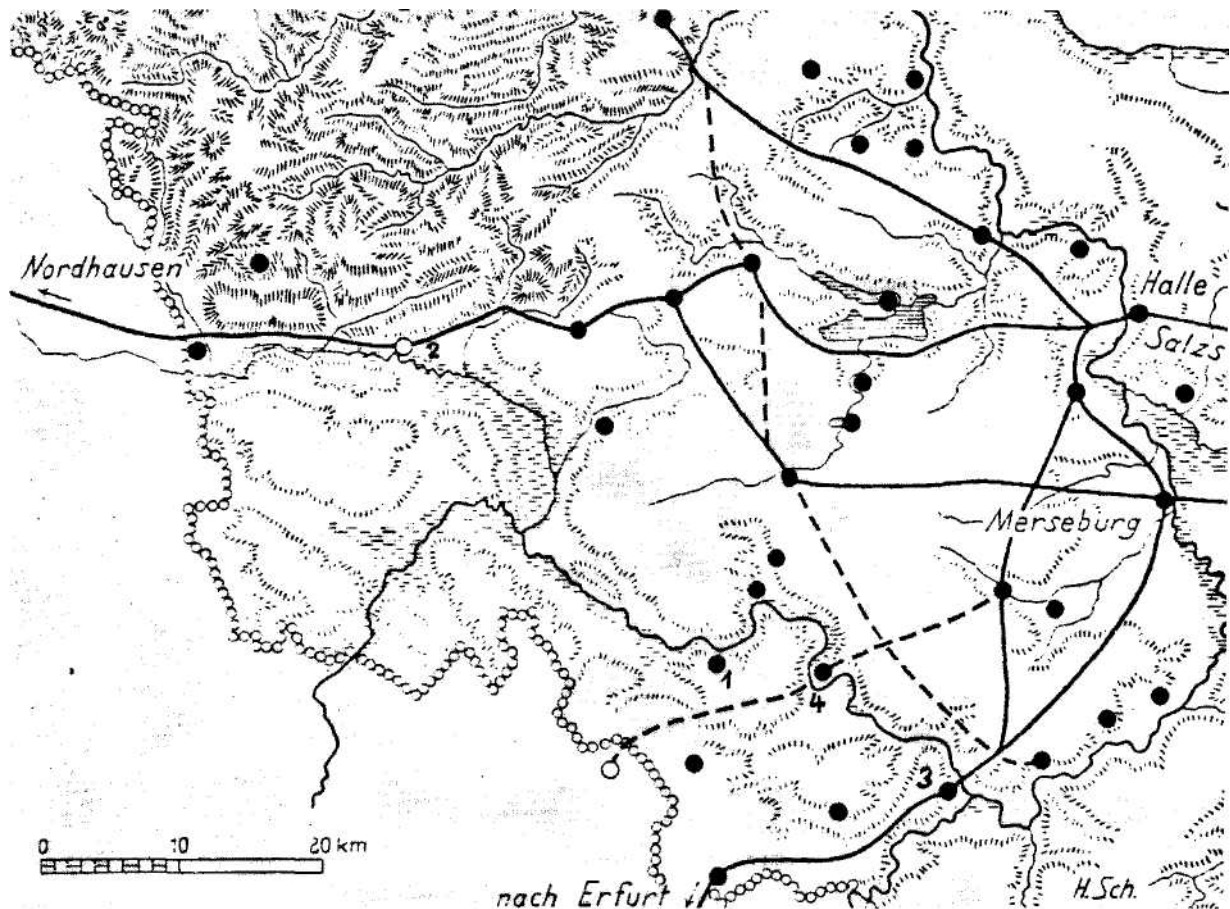 Nordhausen
Halle
2
Salzs
Merseburg
1
4
3
0 10 20 km
nach Erfurt
H.Sch.